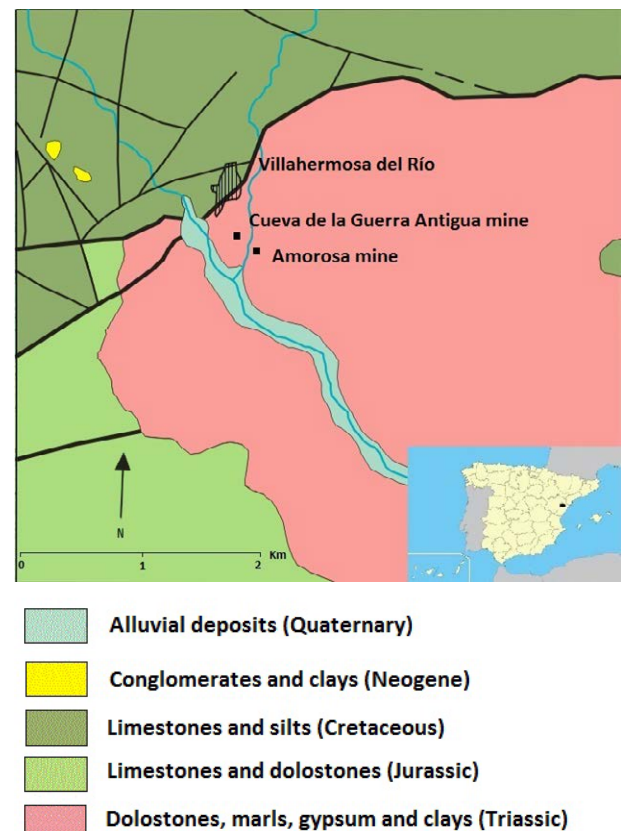 Villahermosa del Río
Cueva de la Guerra Antigua mine
Amorosa mine
N
Km
0 1 2
Alluvial deposits (Quaternary)
Conglomerates and clays (Neogene)
Limestones and silts (Cretaceous)
Limestones and dolostones (Jurassic)
Dolostones, marls, gypsum and clays (Triassic)